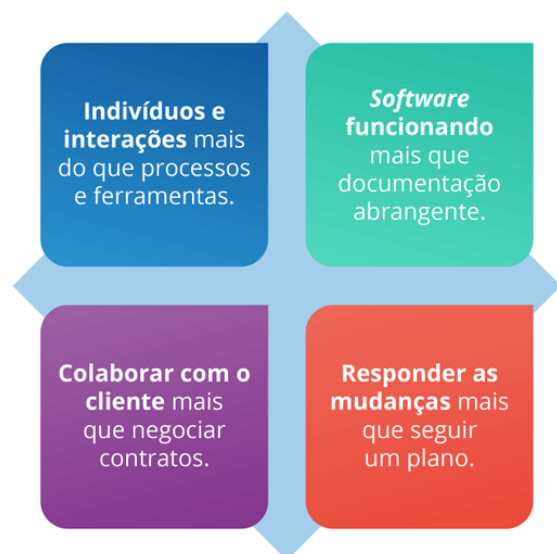 Indivíduos e
interações mais
do que processos
e ferramentas.
Software
funcionando
mais que
documentação
abrangente.
Colaborar com o
cliente mais
que negociar
contratos.
Responder as
mudanças mais
que seguir
um plano.